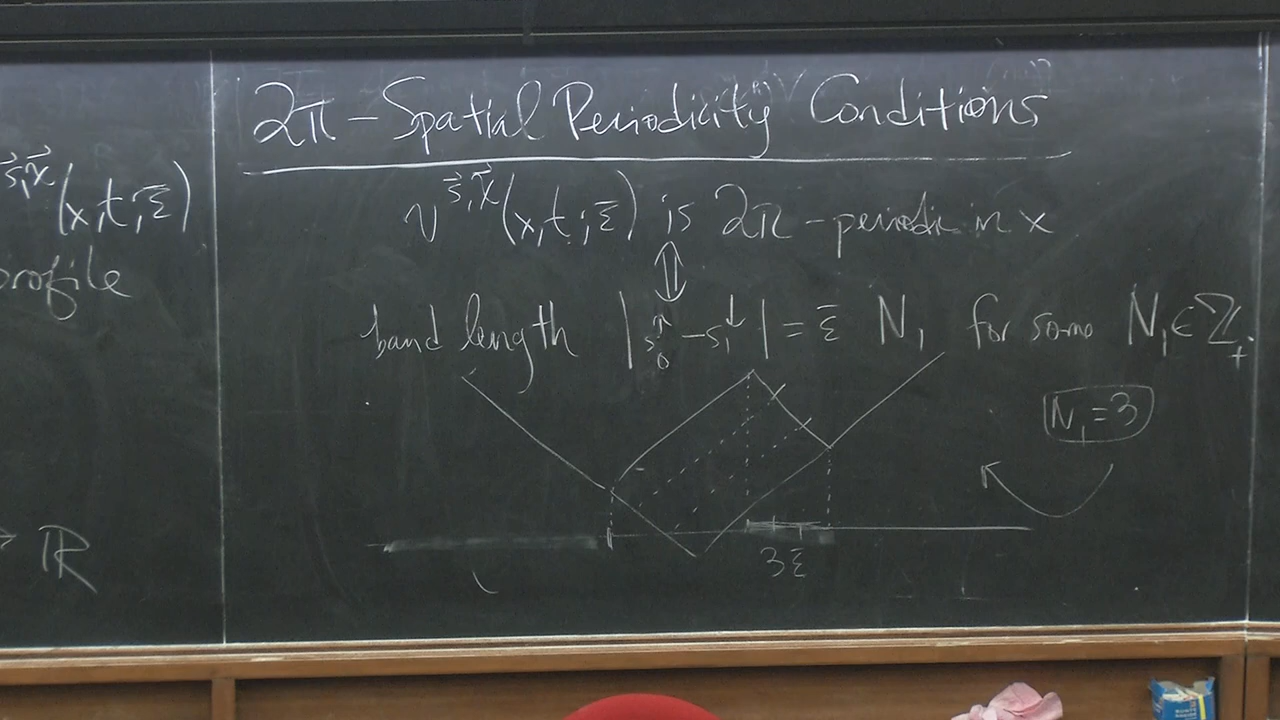 2π - Spatial Periodicity Conditions
s⃗,x⃗ (x,t;ε̄)
profile
ℝ
v^{s⃗,x⃗}(x,t;ε̄) is 2π - periodic in x
⇕
band length |s₀^↑ - s₁^↓| = ε̄ N₁ for some N₁ ∈ ℤ₊.
N₁ = 3
3ε̄